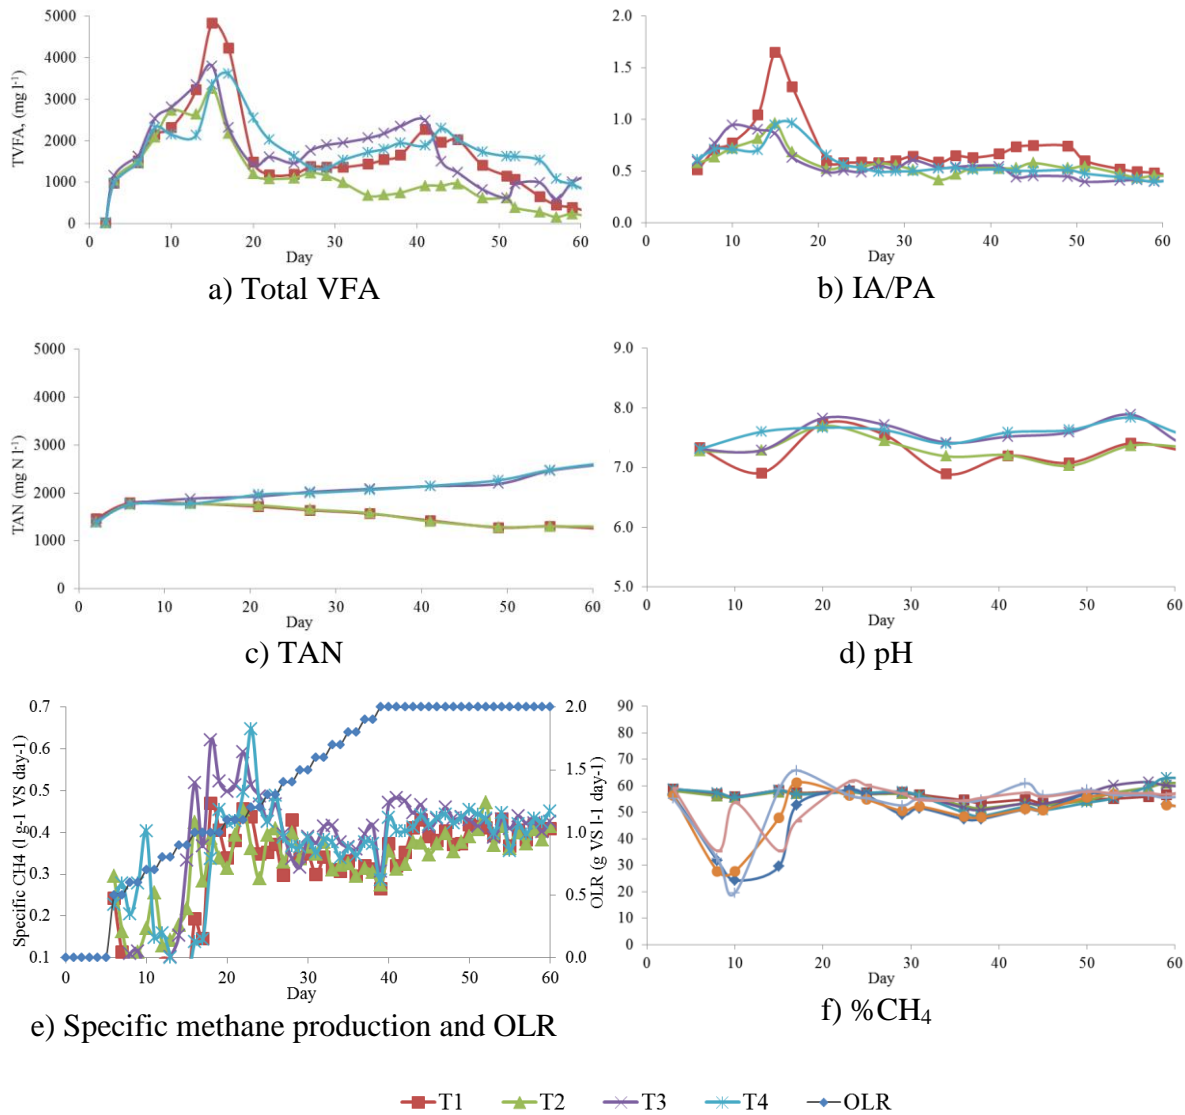 5000
4000
3000
2000
1000
0
TVFA, (mg l-1)
0 10 20 30 40 50 60
Day
a) Total VFA
2.0
1.5
1.0
0.5
0.0
0 10 20 30 40 50 60
Day
b) IA/PA
5000
4000
3000
2000
1000
0
TAN (mg N l-1)
0 10 20 30 40 50 60
Day
c) TAN
9.0
8.0
7.0
6.0
5.0
0 10 20 30 40 50 60
Day
d) pH
0.7
0.6
0.5
0.4
0.3
0.2
0.1
Specific CH4 (l g-1 VS day-1)
2.0
1.5
1.0
0.5
0.0
OLR (g VS l-1 day-1)
0 10 20 30 40 50 60
Day
e) Specific methane production and OLR
90
80
70
60
50
40
30
20
10
0
0 10 20 30 40 50 60
Day
f) %CH4
T1 T2 T3 T4 OLR